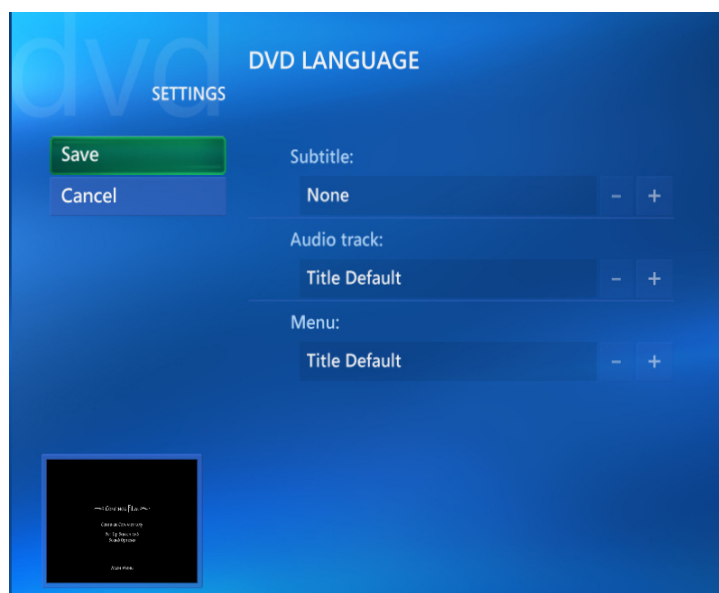 dvd
DVD LANGUAGE
SETTINGS
Save
Cancel
Subtitle:
None
- +
Audio track:
Title Default
- +
Menu:
Title Default
- +